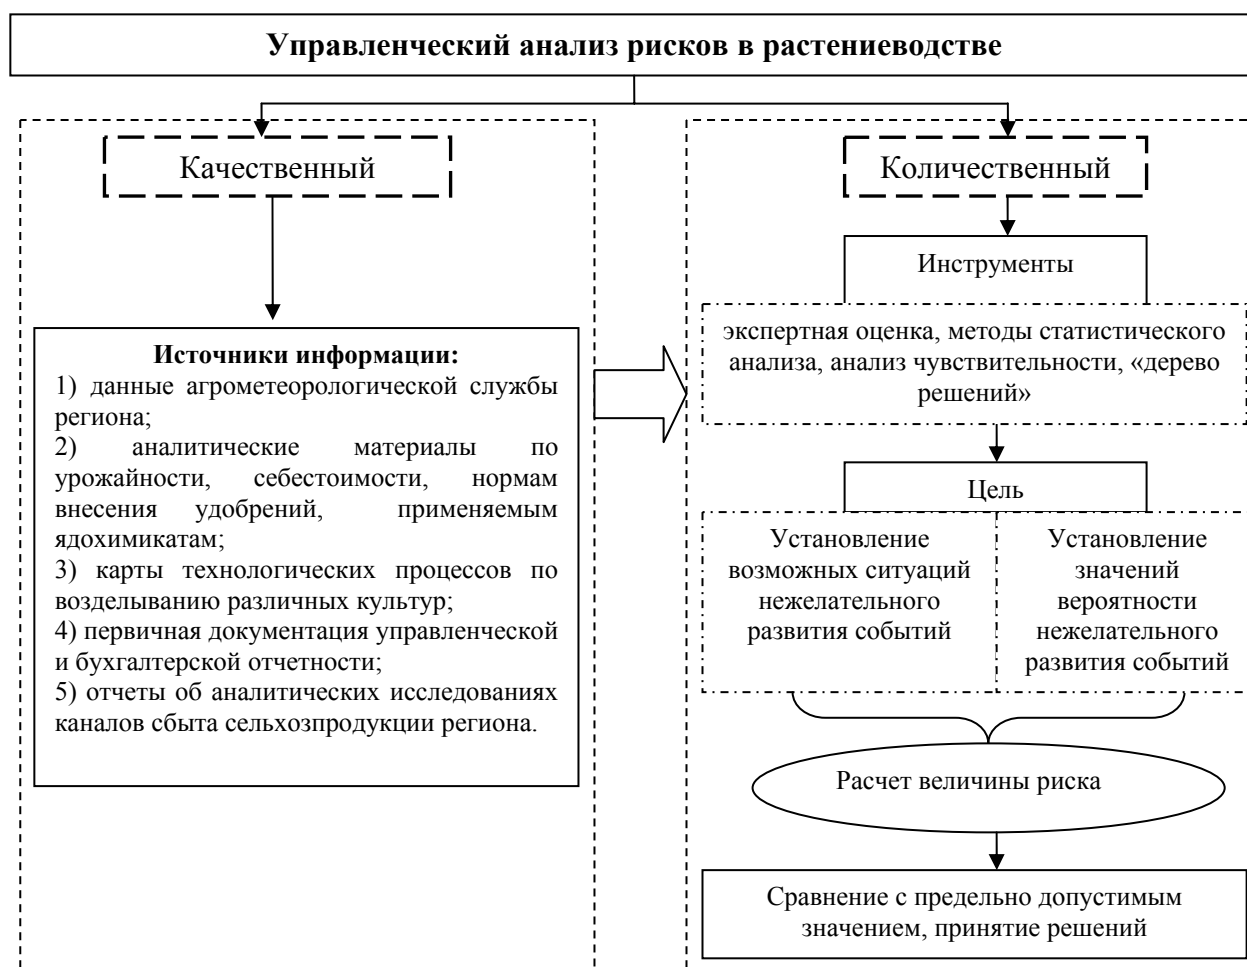 Управленческий анализ рисков в растениеводстве
Качественный
Источники информации:
1) данные агрометеорологической службы
региона;
2) аналитические материалы по
урожайности, себестоимости, нормам
внесения удобрений, применяемым
ядохимикатам;
3) карты технологических процессов по
возделыванию различных культур;
4) первичная документация управленческой
и бухгалтерской отчетности;
5) отчеты об аналитических исследованиях
каналов сбыта сельхозпродукции региона.
Количественный
Инструменты
экспертная оценка, методы статистического
анализа, анализ чувствительности, «дерево
решений»
Цель
Установление
возможных ситуаций
нежелательного
развития событий
Установление
значений
вероятности
нежелательного
развития событий
Расчет величины риска
Сравнение с предельно допустимым
значением, принятие решений